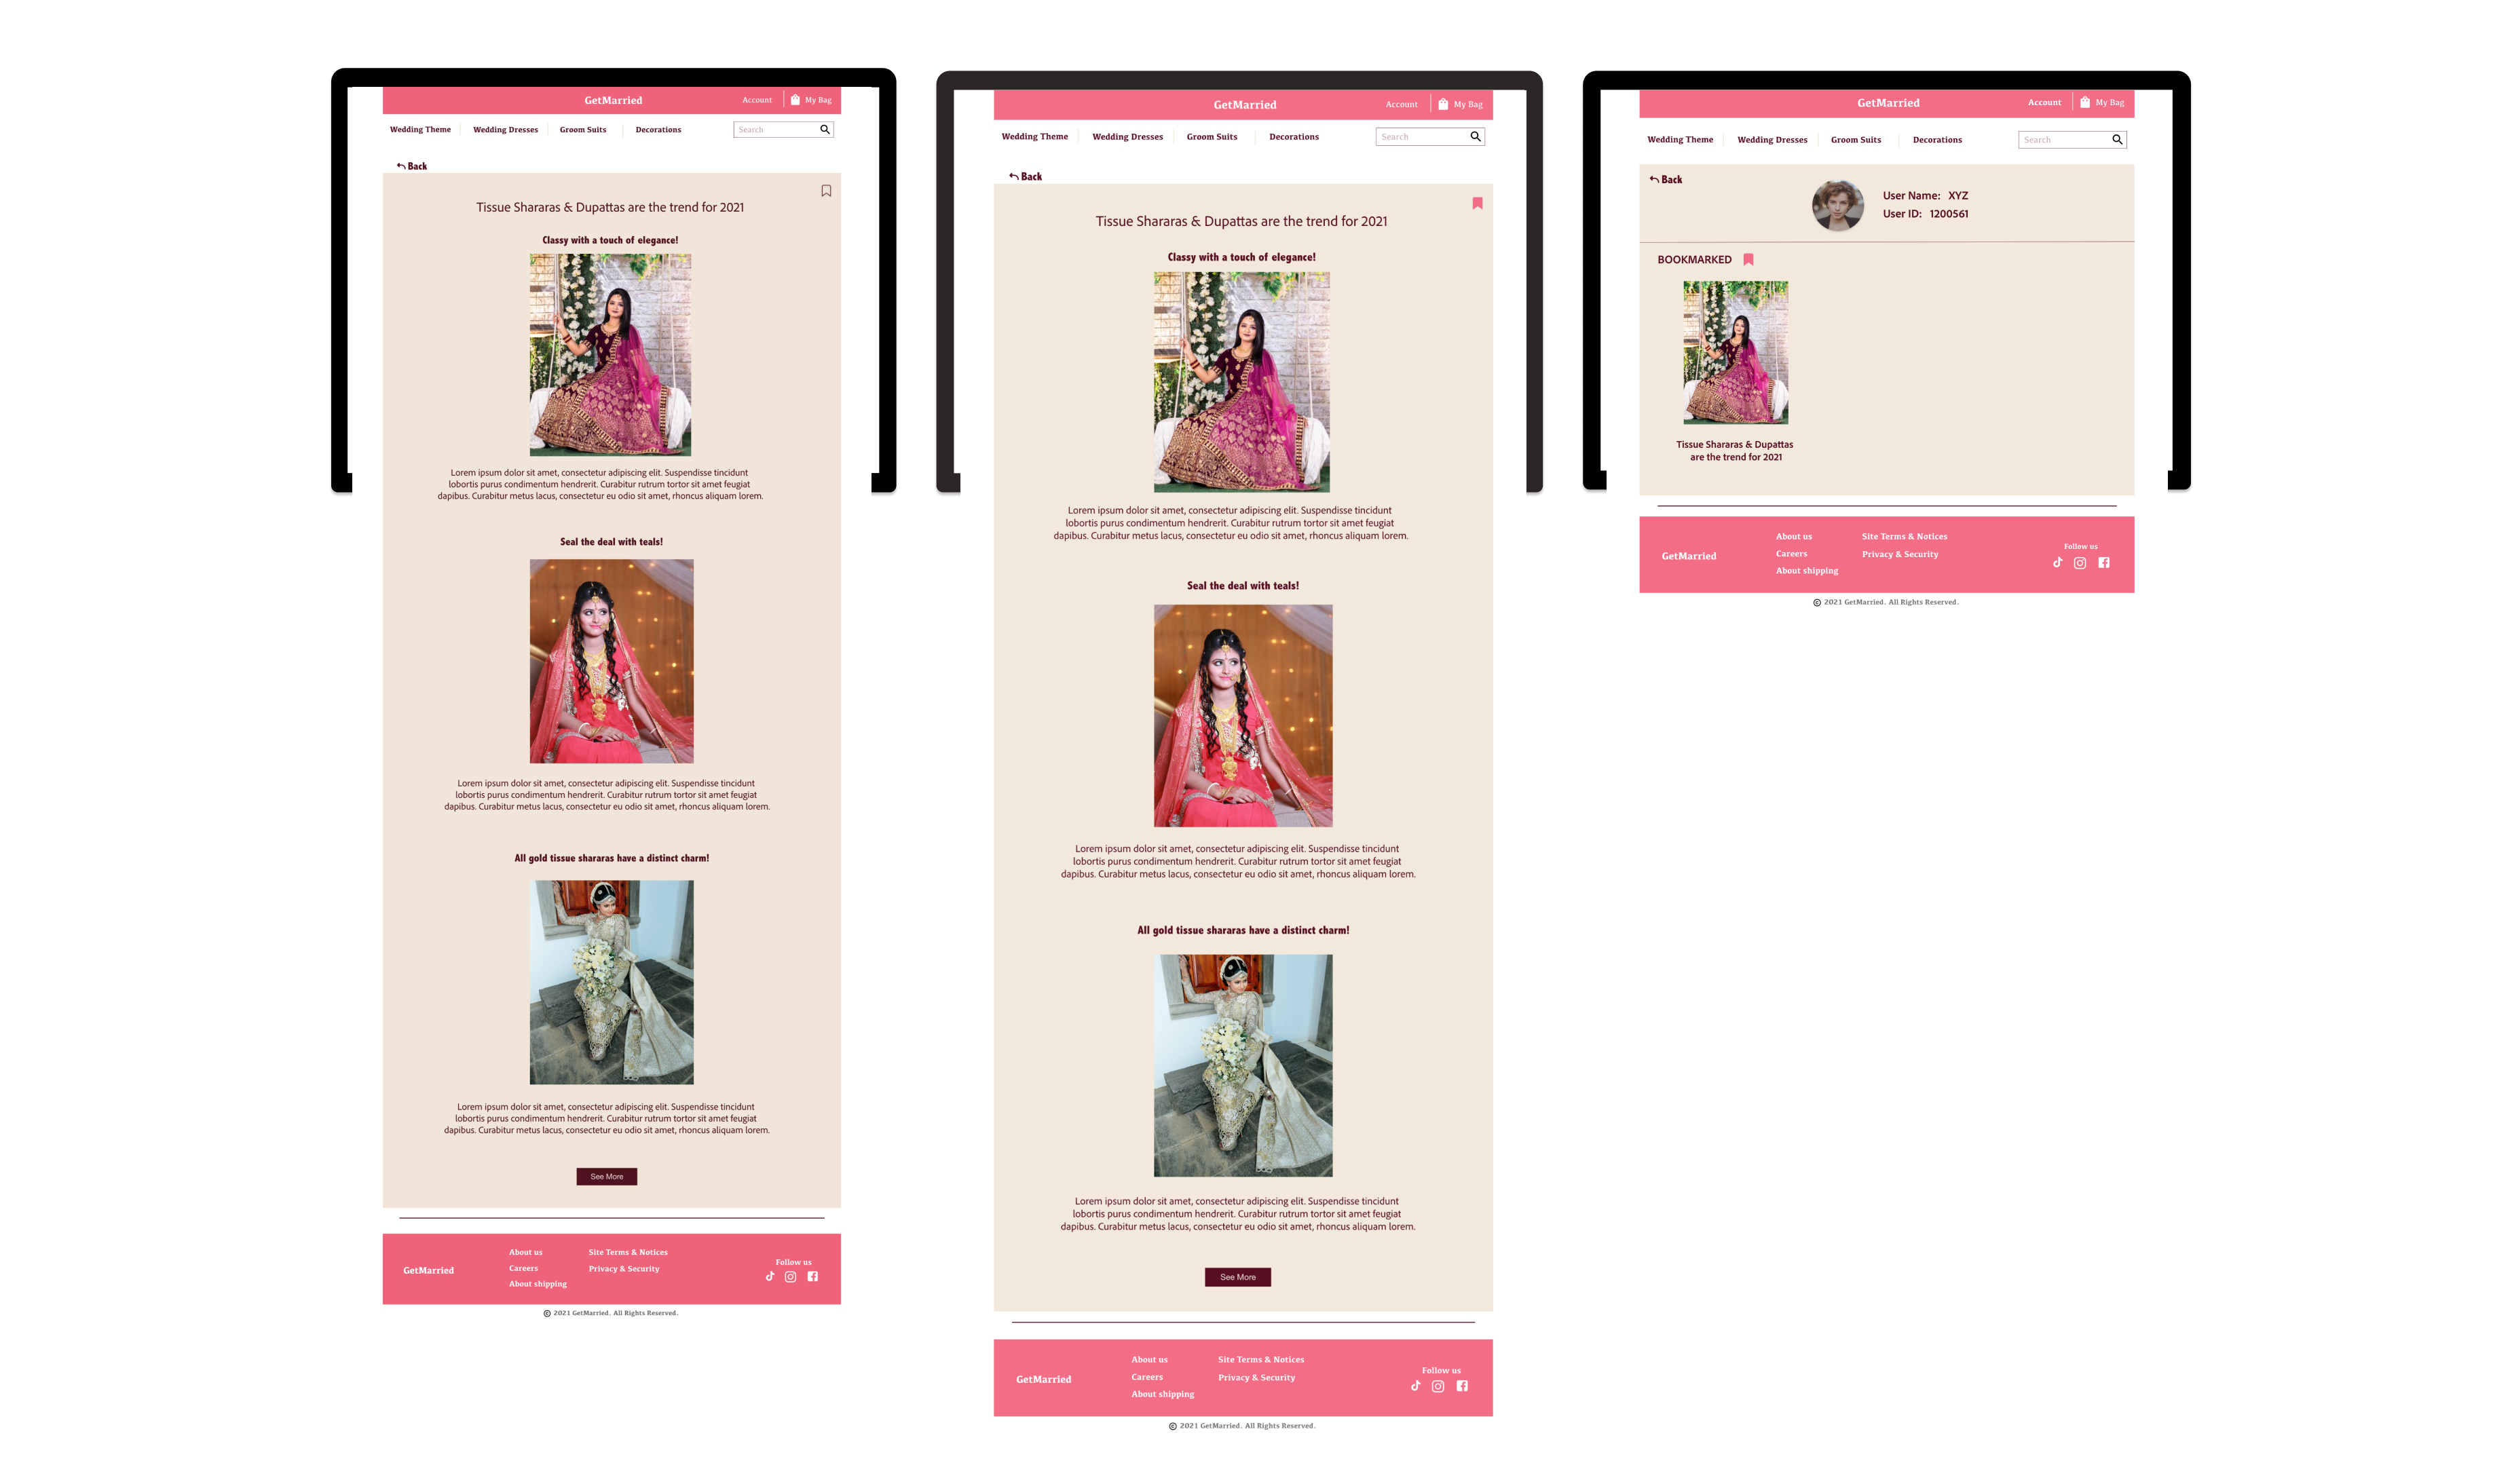 GetMarried
Account
My Bag
Wedding Theme
Wedding Dresses
Groom Suits
Decorations
Search
Back
Tissue Shararas & Dupattas are the trend for 2021
Classy with a touch of elegance!
Lorem ipsum dolor sit amet, consectetur adipiscing elit. Suspendisse tincidunt
lobortis purus condimentum hendrerit. Curabitur rutrum tortor sit amet feugiat
dapibus. Curabitur metus lacus, consectetur eu odio sit amet, rhoncus aliquam lorem.
Seal the deal with teals!
Lorem ipsum dolor sit amet, consectetur adipiscing elit. Suspendisse tincidunt
lobortis purus condimentum hendrerit. Curabitur rutrum tortor sit amet feugiat
dapibus. Curabitur metus lacus, consectetur eu odio sit amet, rhoncus aliquam lorem.
All gold tissue shararas have a distinct charm!
Lorem ipsum dolor sit amet, consectetur adipiscing elit. Suspendisse tincidunt
lobortis purus condimentum hendrerit. Curabitur rutrum tortor sit amet feugiat
dapibus. Curabitur metus lacus, consectetur eu odio sit amet, rhoncus aliquam lorem.
See More
GetMarried
About us
Careers
About shipping
Site Terms & Notices
Privacy & Security
Follow us
© 2021 GetMarried. All Rights Reserved.
GetMarried
Account
My Bag
Wedding Theme
Wedding Dresses
Groom Suits
Decorations
Search
Back
Tissue Shararas & Dupattas are the trend for 2021
Classy with a touch of elegance!
Lorem ipsum dolor sit amet, consectetur adipiscing elit. Suspendisse tincidunt
lobortis purus condimentum hendrerit. Curabitur rutrum tortor sit amet feugiat
dapibus. Curabitur metus lacus, consectetur eu odio sit amet, rhoncus aliquam lorem.
Seal the deal with teals!
Lorem ipsum dolor sit amet, consectetur adipiscing elit. Suspendisse tincidunt
lobortis purus condimentum hendrerit. Curabitur rutrum tortor sit amet feugiat
dapibus. Curabitur metus lacus, consectetur eu odio sit amet, rhoncus aliquam lorem.
All gold tissue shararas have a distinct charm!
Lorem ipsum dolor sit amet, consectetur adipiscing elit. Suspendisse tincidunt
lobortis purus condimentum hendrerit. Curabitur rutrum tortor sit amet feugiat
dapibus. Curabitur metus lacus, consectetur eu odio sit amet, rhoncus aliquam lorem.
See More
GetMarried
About us
Careers
About shipping
Site Terms & Notices
Privacy & Security
Follow us
© 2021 GetMarried. All Rights Reserved.
GetMarried
Account
My Bag
Wedding Theme
Wedding Dresses
Groom Suits
Decorations
Search
Back
User Name: XYZ
User ID: 1200561
BOOKMARKED
Tissue Shararas & Dupattas
are the trend for 2021
GetMarried
About us
Careers
About shipping
Site Terms & Notices
Privacy & Security
Follow us
© 2021 GetMarried. All Rights Reserved.